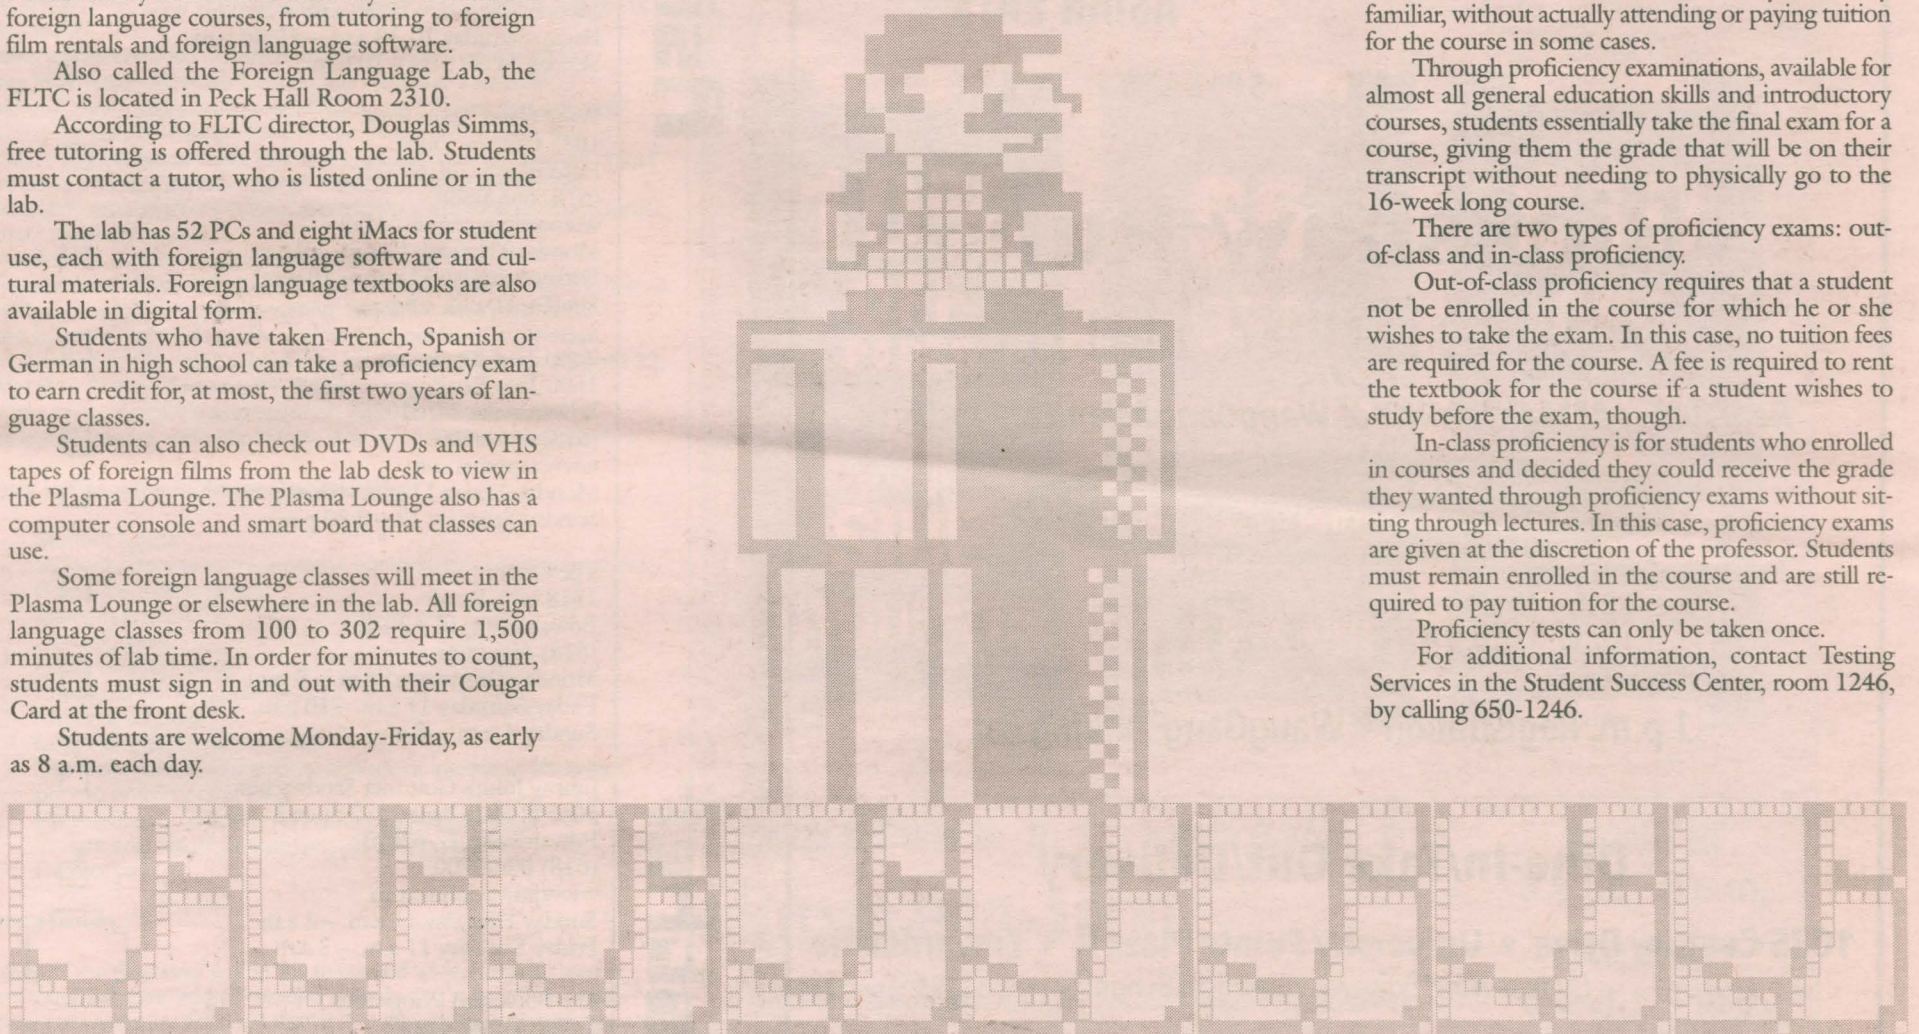 foreign language courses, from tutoring to foreign
film rentals and foreign language software.
Also called the Foreign Language Lab, the
FLTC is located in Peck Hall Room 2310.
According to FLTC director, Douglas Simms,
free tutoring is offered through the lab. Students
must contact a tutor, who is listed online or in the
lab.
The lab has 52 PCs and eight iMacs for student
use, each with foreign language software and cul-
tural materials. Foreign language textbooks are also
available in digital form.
Students who have taken French, Spanish or
German in high school can take a proficiency exam
to earn credit for, at most, the first two years of lan-
guage classes.
Students can also check out DVDs and VHS
tapes of foreign films from the lab desk to view in
the Plasma Lounge. The Plasma Lounge also has a
computer console and smart board that classes can
use.
Some foreign language classes will meet in the
Plasma Lounge or elsewhere in the lab. All foreign
language classes from 100 to 302 require 1,500
minutes of lab time. In order for minutes to count,
students must sign in and out with their Cougar
Card at the front desk.
Students are welcome Monday-Friday, as early
as 8 a.m. each day.
familiar, without actually attending or paying tuition
for the course in some cases.
Through proficiency examinations, available for
almost all general education skills and introductory
courses, students essentially take the final exam for a
course, giving them the grade that will be on their
transcript without needing to physically go to the
16-week long course.
There are two types of proficiency exams: out-
of-class and in-class proficiency.
Out-of-class proficiency requires that a student
not be enrolled in the course for which he or she
wishes to take the exam. In this case, no tuition fees
are required for the course. A fee is required to rent
the textbook for the course if a student wishes to
study before the exam, though.
In-class proficiency is for students who enrolled
in courses and decided they could receive the grade
they wanted through proficiency exams without sit-
ting through lectures. In this case, proficiency exams
are given at the discretion of the professor. Students
must remain enrolled in the course and are still re-
quired to pay tuition for the course.
Proficiency tests can only be taken once.
For additional information, contact Testing
Services in the Student Success Center, room 1246,
by calling 650-1246.